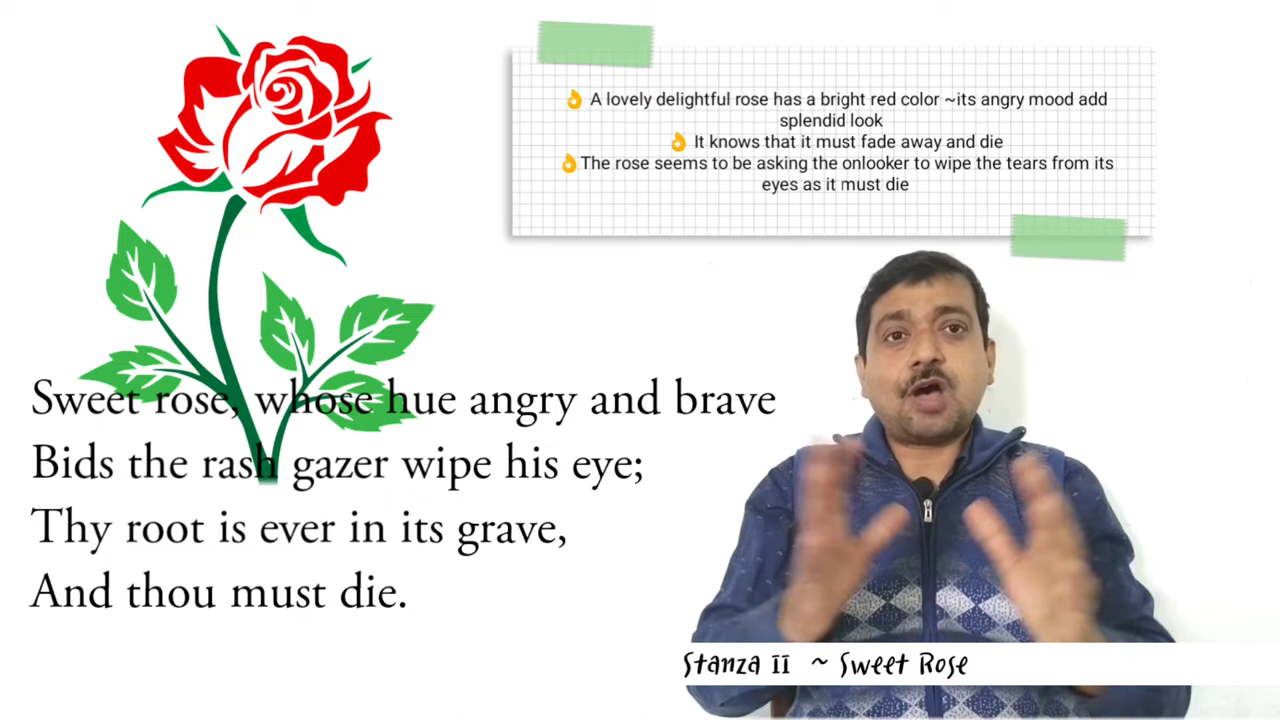 👌 A lovely delightful rose has a bright red color ~its angry mood add
splendid look
👌 It knows that it must fade away and die
👌The rose seems to be asking the onlooker to wipe the tears from its
eyes as it must die
Sweet rose, whose hue angry and brave
Bids the rash gazer wipe his eye;
Thy root is ever in its grave,
And thou must die.
Stanza II ~ Sweet Rose